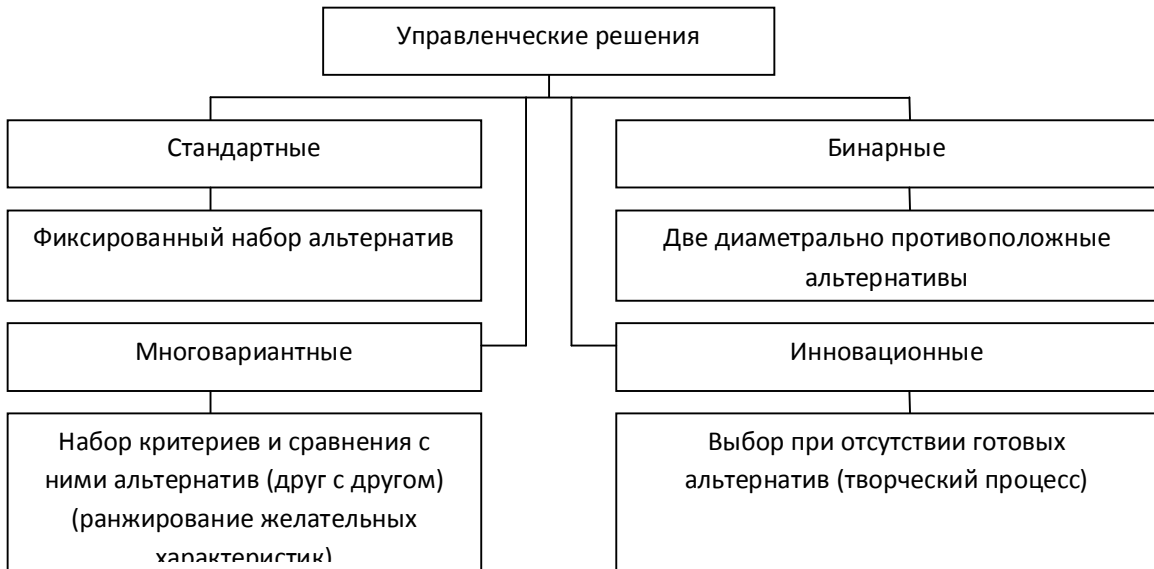 Управленческие решения
Стандартные
Бинарные
Фиксированный набор альтернатив
Две диаметрально противоположные
альтернативы
Многовариантные
Инновационные
Набор критериев и сравнения с
ними альтернатив (друг с другом)
(ранжирование желательных
характеристик)
Выбор при отсутствии готовых
альтернатив (творческий процесс)